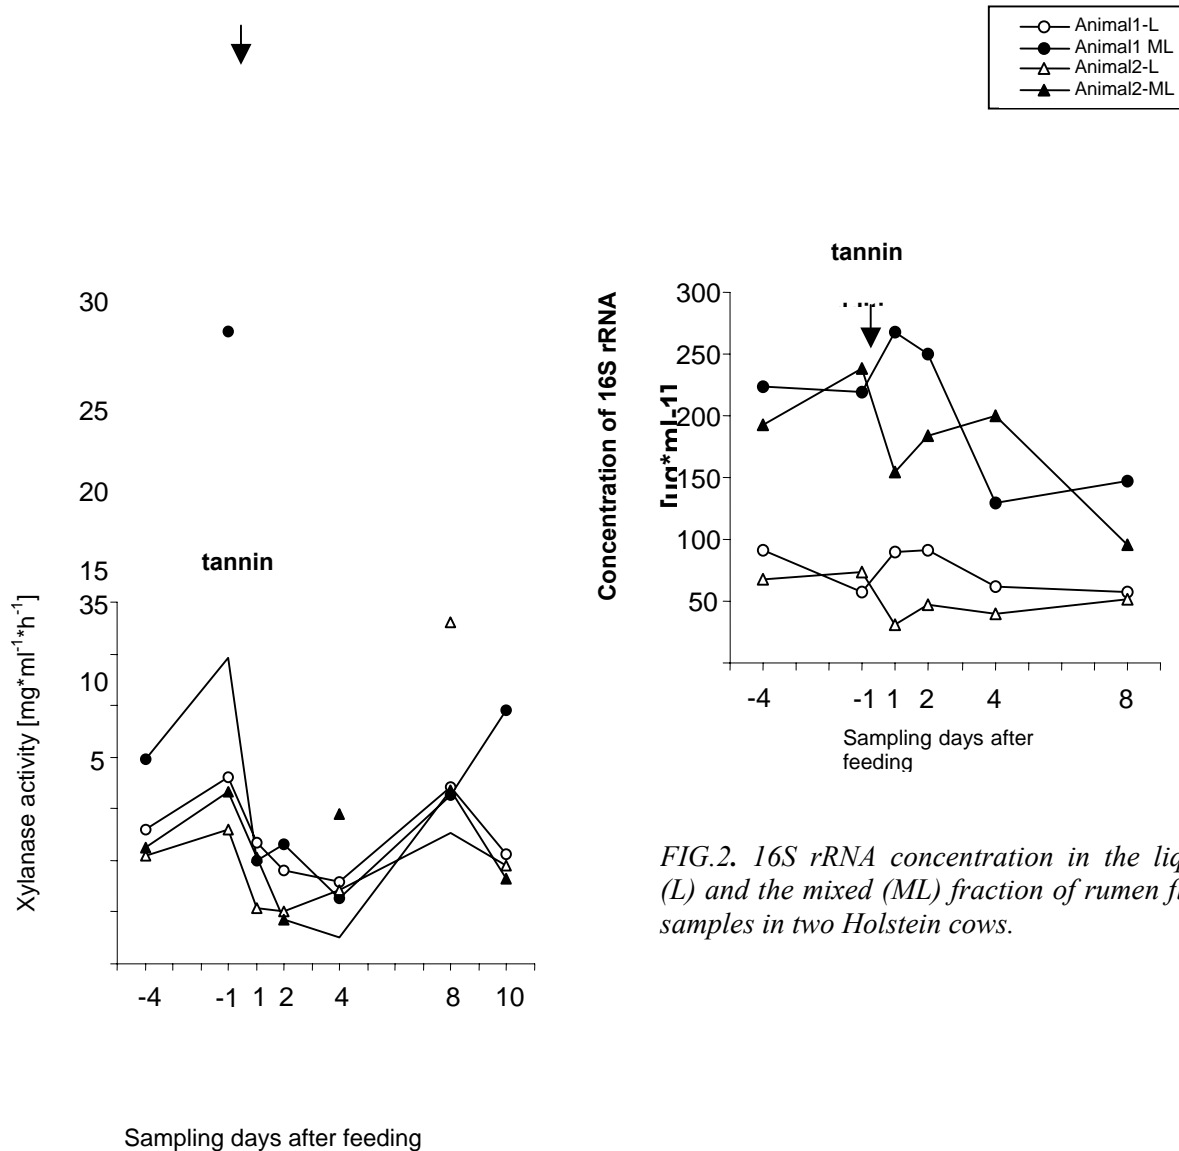 Animal1-L
Animal1 ML
Animal2-L
Animal2-ML
30
25
20
15
tannin
35
10
5
Xylanase activity [mg*ml-1*h-1]
-4 -1 1 2 4 8 10
Sampling days after feeding
tannin
Concentration of 16S rRNA
[µg*ml-1]
300
250
200
150
100
50
-4 -1 1 2 4 8
Sampling days after
feeding
FIG.2. 16S rRNA concentration in the
(L) and the mixed (ML) fraction of rumen
samples in two Holstein cows.